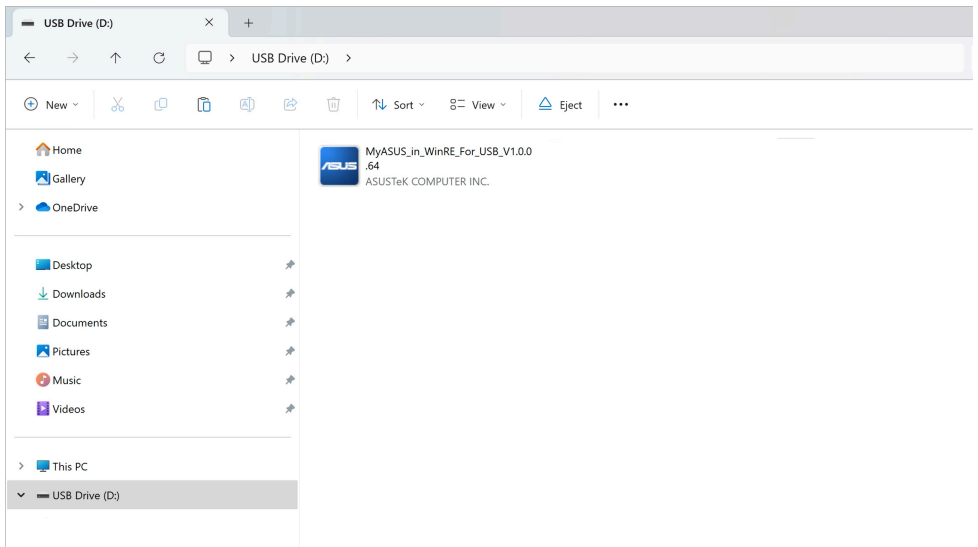 USB Drive (D:)
USB Drive (D:)
New
Sort
View
Eject
Home
Gallery
OneDrive
Desktop
Downloads
Documents
Pictures
Music
Videos
This PC
USB Drive (D:)
MyASUS_in_WinRE_For_USB_V1.0.0
.64
ASUSTeK COMPUTER INC.
ASUS